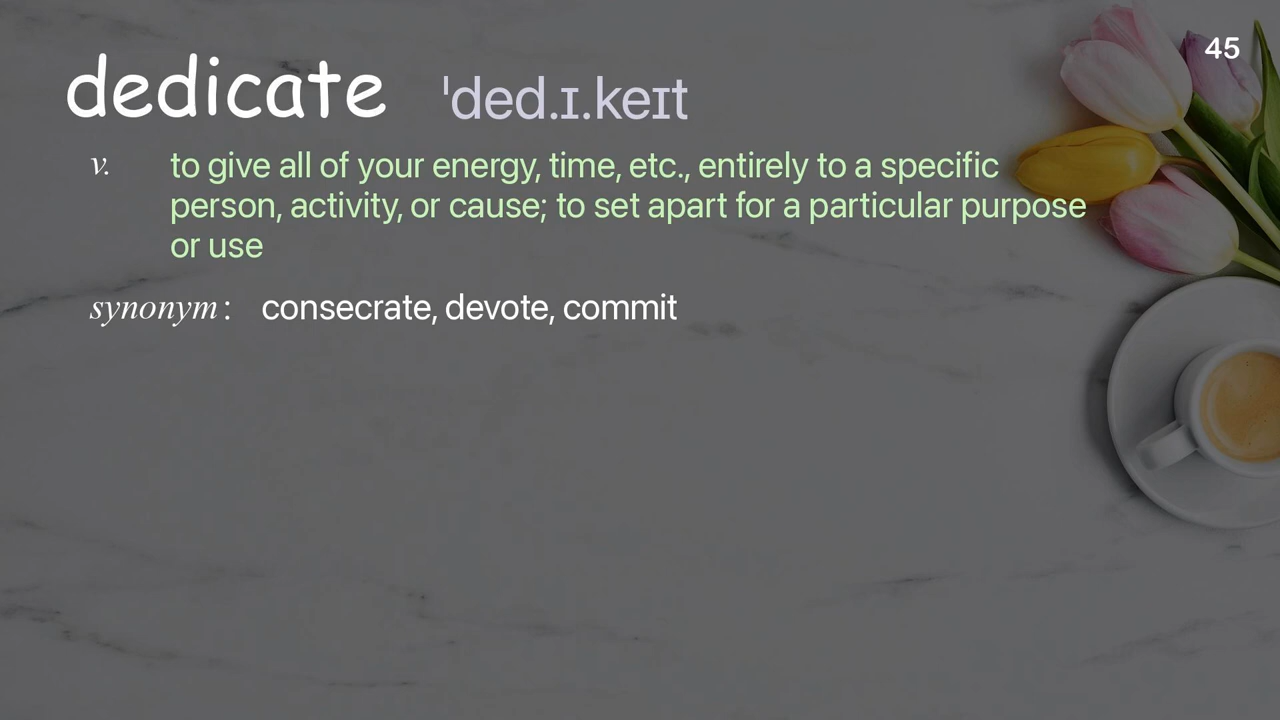 45
dedicate ˈded.ɪ.keɪt
v. to give all of your energy, time, etc., entirely to a specific
person, activity, or cause; to set apart for a particular purpose
or use
synonym : consecrate, devote, commit